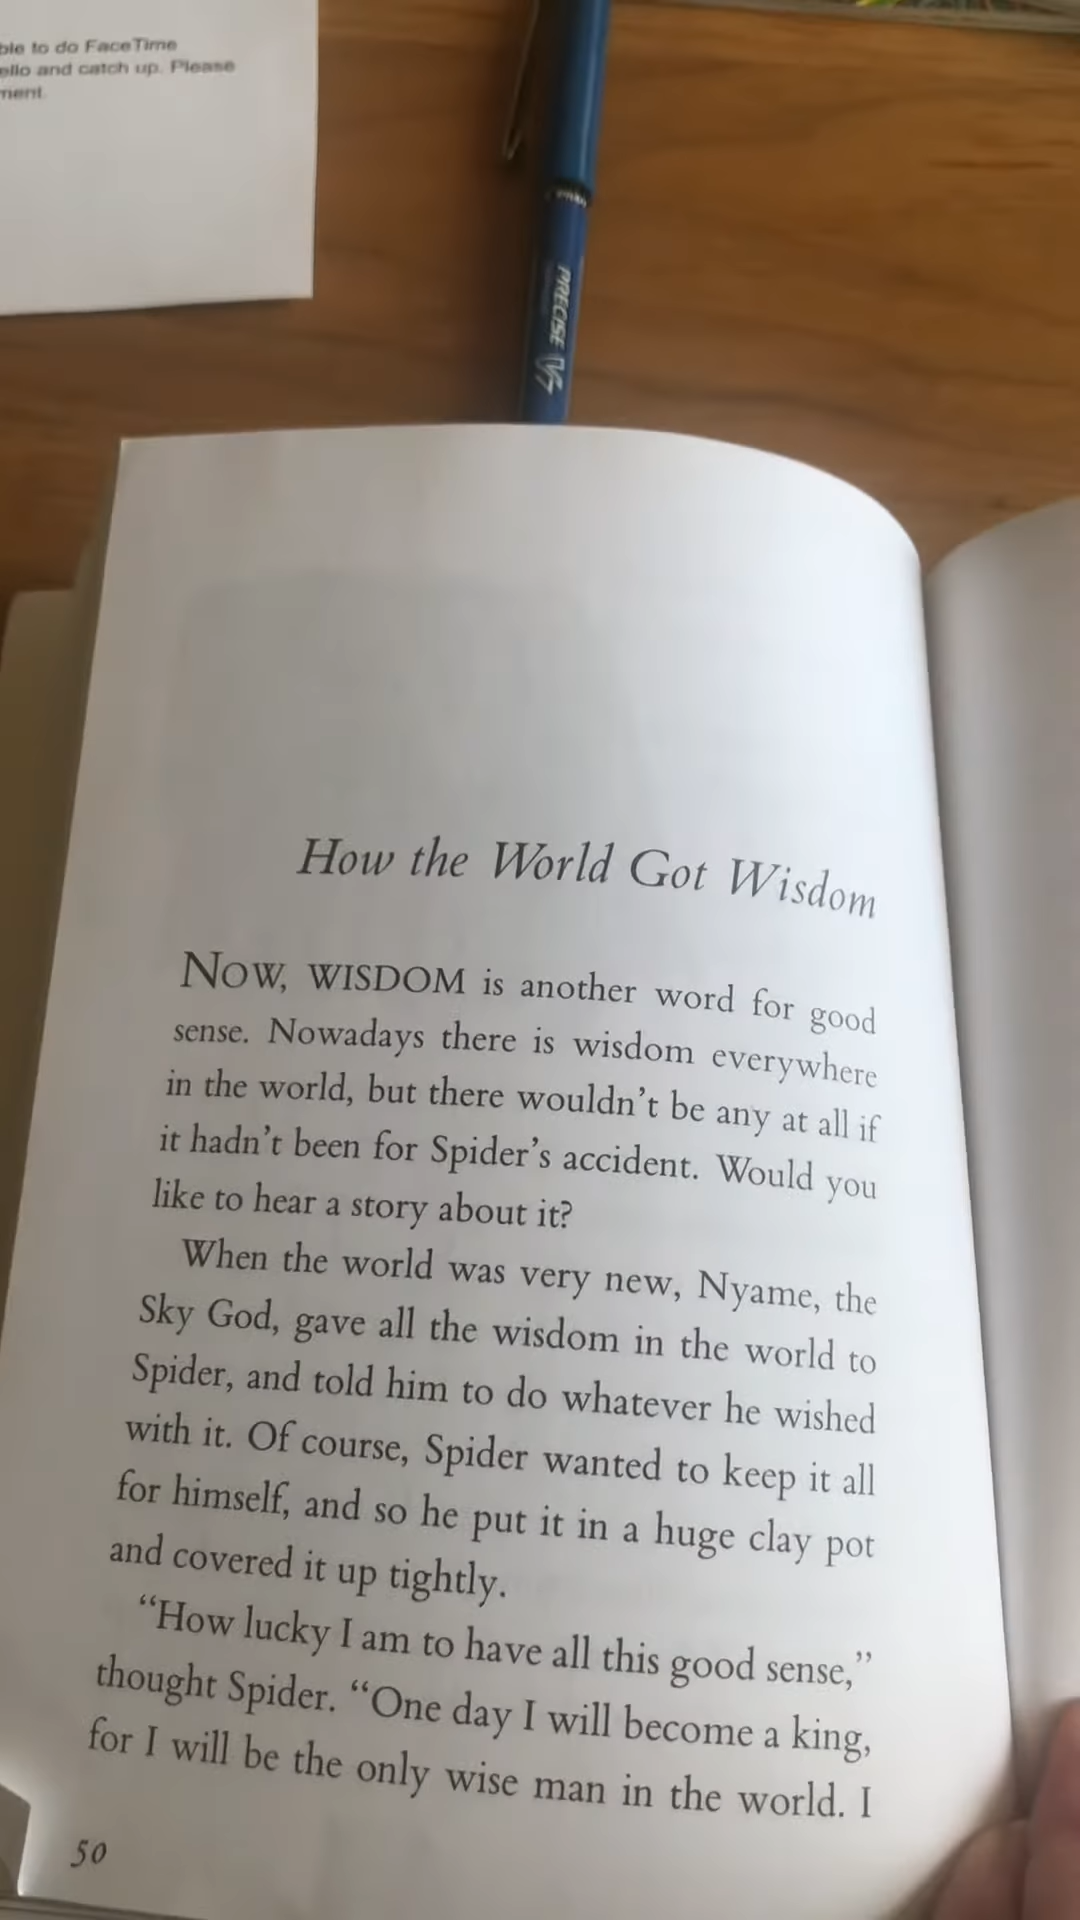 ble to do FaceTime
ello and catch up. Please
ment.
PRECISE V7
How the World Got Wisdom
NOW, WISDOM is another word for good
sense. Nowadays there is wisdom everywhere
in the world, but there wouldn't be any at all if
it hadn't been for Spider's accident. Would you
like to hear a story about it?
When the world was very new, Nyame, the
Sky God, gave all the wisdom in the world to
Spider, and told him to do whatever he wished
with it. Of course, Spider wanted to keep it all
for himself, and so he put it in a huge clay pot
and covered it up tightly.
“How lucky I am to have all this good sense,”
thought Spider. “One day I will become a king,
for I will be the only wise man in the world. I
50